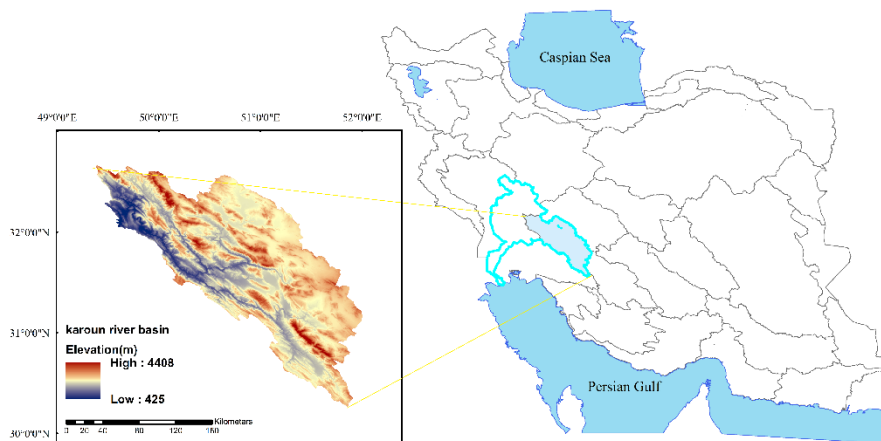 Caspian Sea
49°0'0"E 50°0'0"E 51°0'0"E 52°0'0"E
32°0'0"N
31°0'0"N
30°0'0"N
karoun river basin
Elevation(m)
High : 4408
Low : 425
Kilometers
0 20 40 80 120 160
Persian Gulf